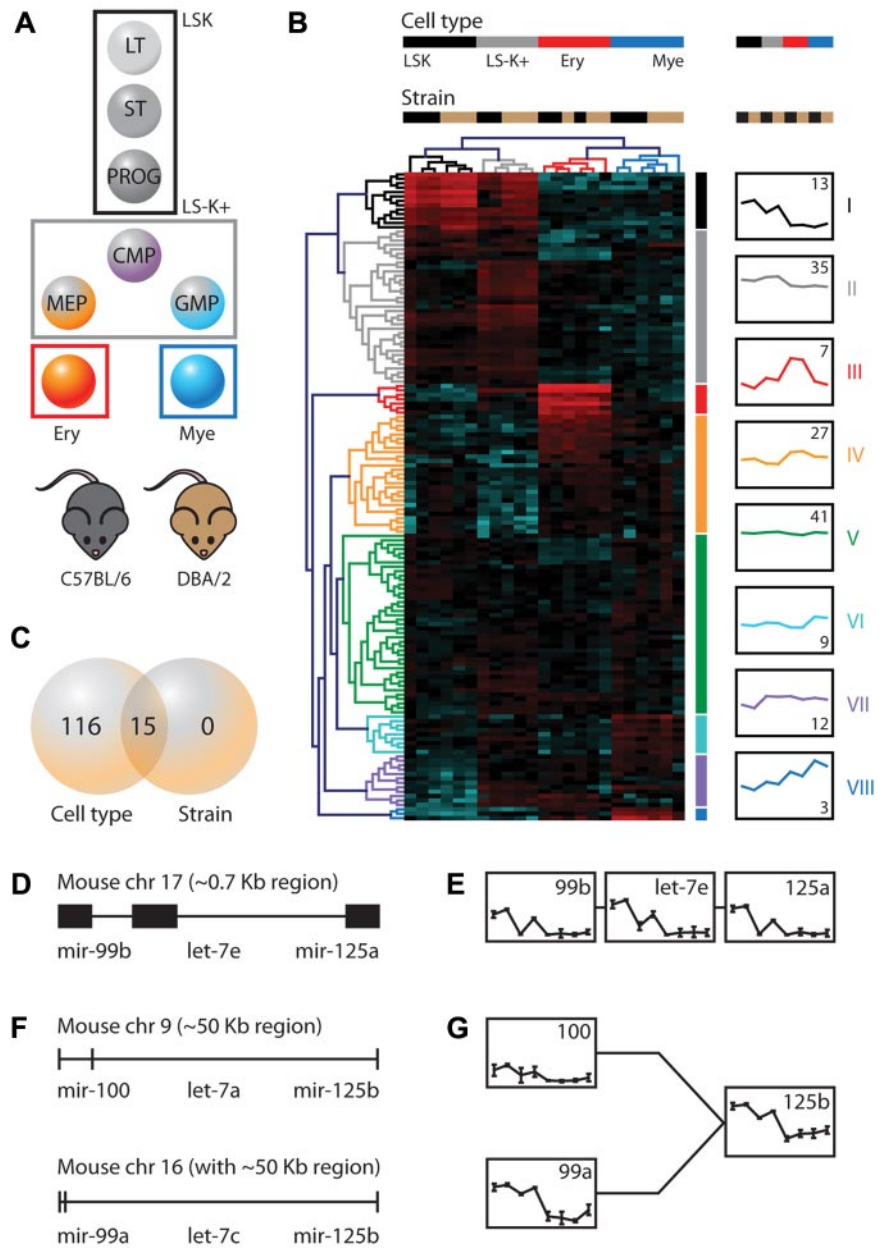 A
LSK
LT
ST
PROG
LS-K+
CMP
MEP
GMP
Ery
Mye
C57BL/6
DBA/2
B
Cell type
LSK
LS-K+
Ery
Mye
Strain
13
I
35
II
7
III
27
IV
41
V
9
VI
12
VII
3
VIII
C
116
15
0
Cell type
Strain
D
Mouse chr 17 (~0.7 Kb region)
mir-99b
let-7e
mir-125a
E
99b
let-7e
125a
F
Mouse chr 9 (~50 Kb region)
mir-100
let-7a
mir-125b
Mouse chr 16 (with ~50 Kb region)
mir-99a
let-7c
mir-125b
G
100
99a
125b